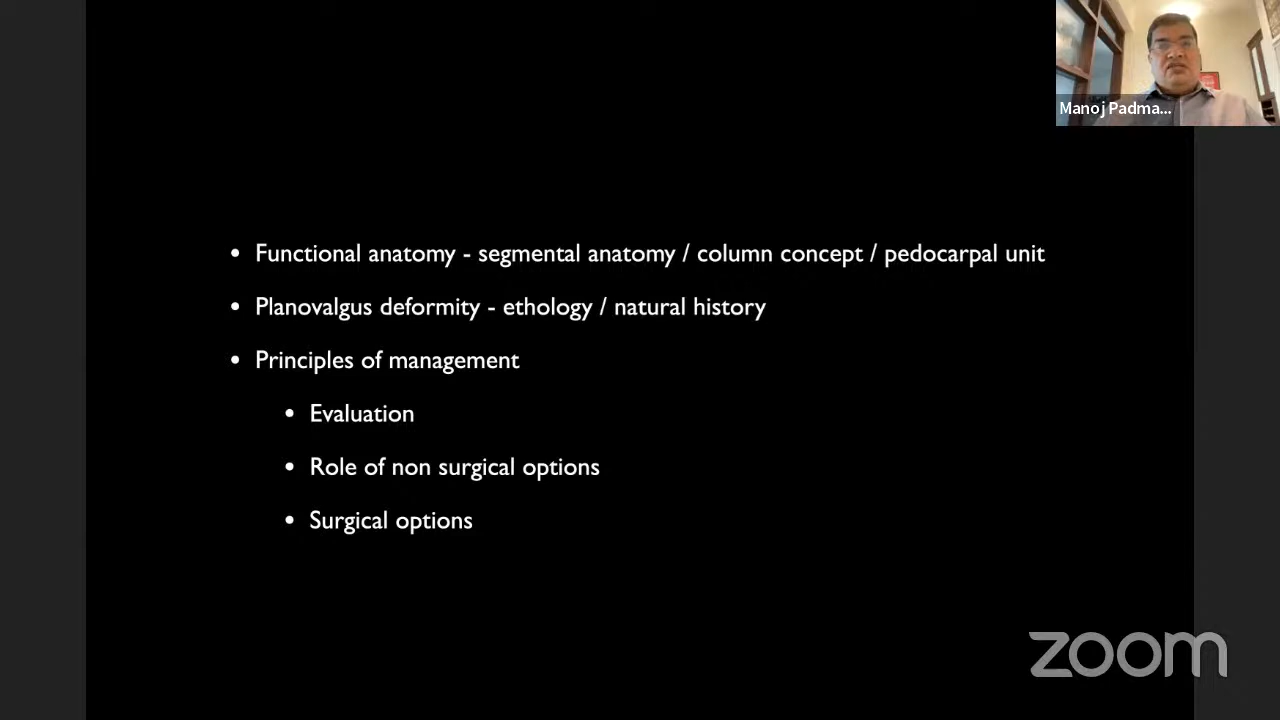 Manoj Padma...
• Functional anatomy - segmental anatomy / column concept / pedocarpal unit
• Planovalgus deformity - ethology / natural history
• Principles of management
• Evaluation
• Role of non surgical options
• Surgical options
zoom